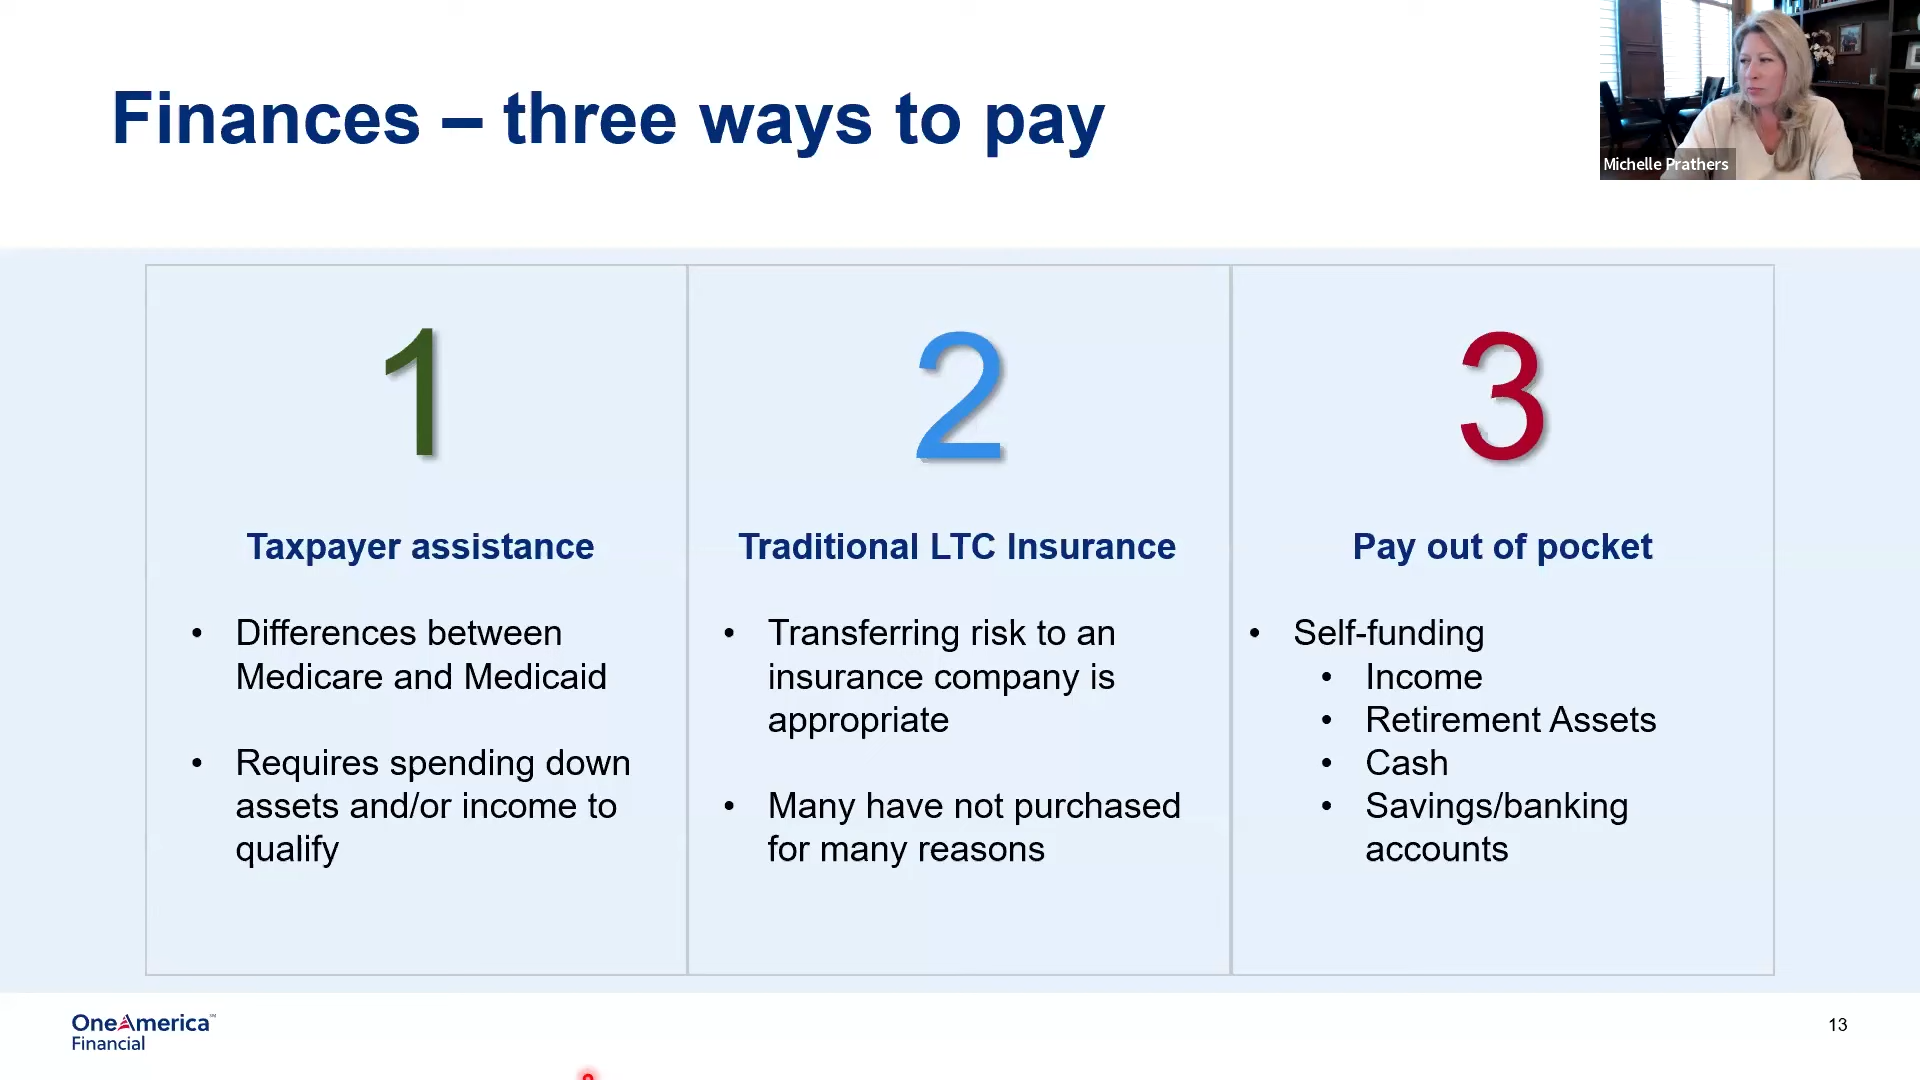 Finances – three ways to pay
Michelle Prathers
1
Taxpayer assistance
• Differences between
Medicare and Medicaid
• Requires spending down
assets and/or income to
qualify
2
Traditional LTC Insurance
• Transferring risk to an
insurance company is
appropriate
• Many have not purchased
for many reasons
3
Pay out of pocket
• Self-funding
• Income
• Retirement Assets
• Cash
• Savings/banking
accounts
OneAmerica
Financial
13